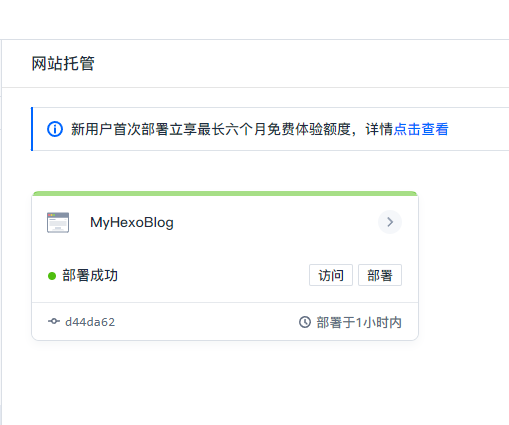 网站托管
新用户首次部署立享最长六个月免费体验额度，详情点击查看
MyHexoBlog
部署成功 访问 部署
d44da62 部署于1小时内